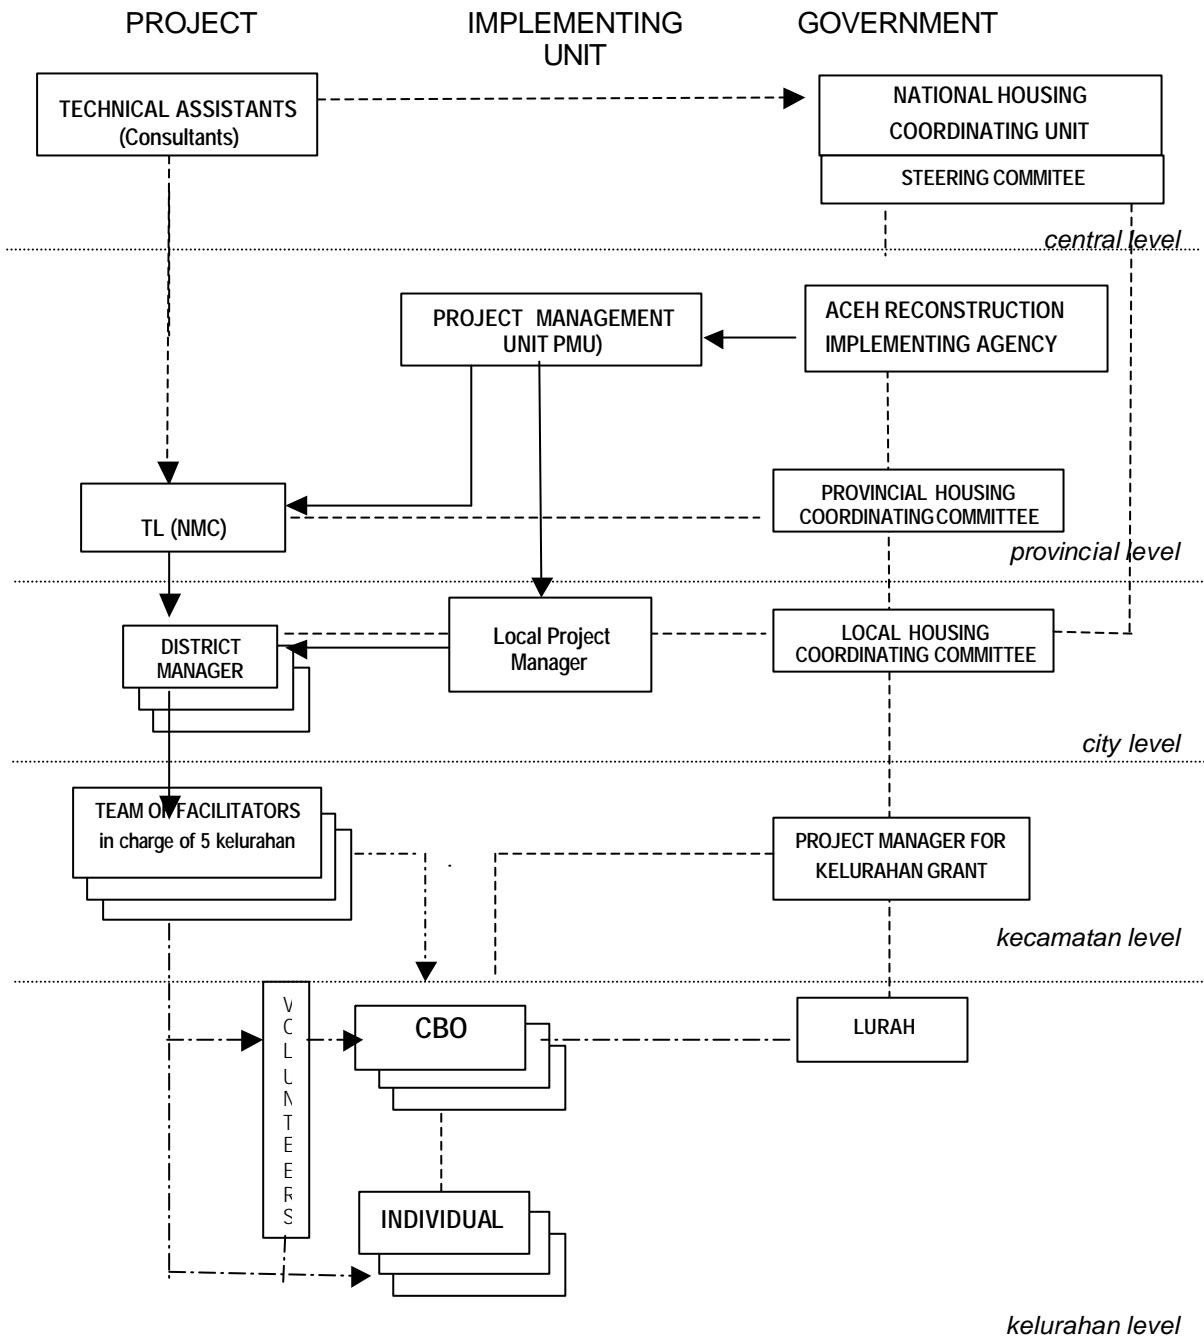 PROJECT
IMPLEMENTING
UNIT
GOVERNMENT
TECHNICAL ASSISTANTS
(Consultants)
NATIONAL HOUSING
COORDINATING UNIT
STEERING COMMITEE
central level
PROJECT MANAGEMENT
UNIT PMU)
ACEH RECONSTRUCTION
IMPLEMENTING AGENCY
TL (NMC)
PROVINCIAL HOUSING
COORDINATING COMMITTEE
provincial level
DISTRICT
MANAGER
Local Project
Manager
LOCAL HOUSING
COORDINATING COMMITTEE
city level
TEAM OF FACILITATORS
in charge of 5 kelurahan
PROJECT MANAGER FOR
KELURAHAN GRANT
kecamatan level
VOLUNTEERS
CBO
LURAH
INDIVIDUAL
kelurahan level